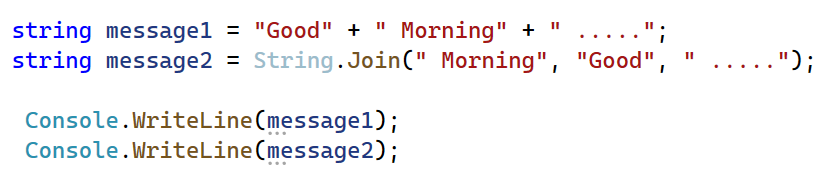 string message1 = "Good" + " Morning" + " .....";
string message2 = String.Join(" Morning", "Good", " .....");
Console.WriteLine(message1);
Console.WriteLine(message2);